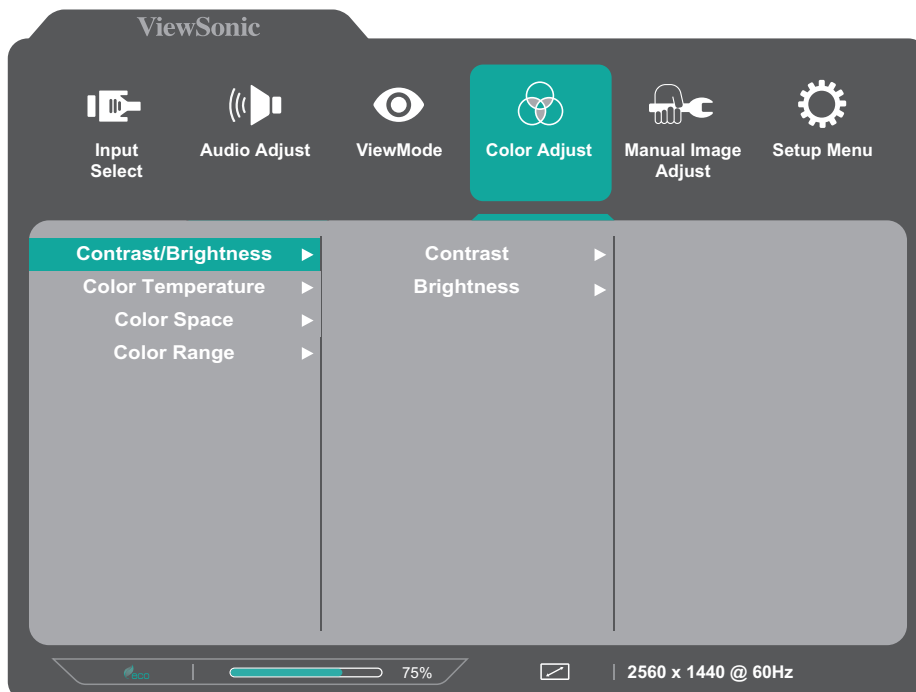 ViewSonic
Input
Select
Audio Adjust
ViewMode
Color Adjust
Manual Image
Adjust
Setup Menu
Contrast/Brightness
Color Temperature
Color Space
Color Range
Contrast
Brightness
eco
75%
2560 x 1440 @ 60Hz